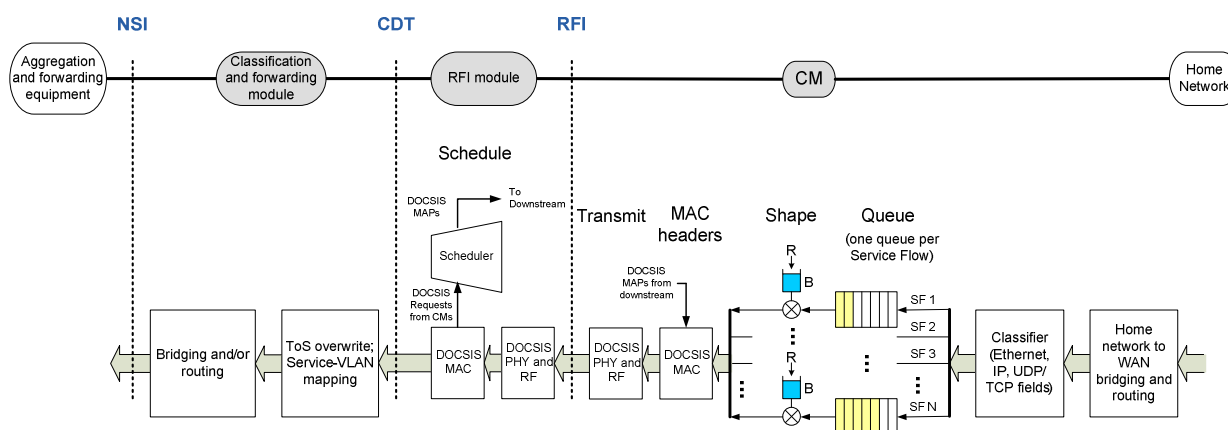 NSI
CDT
RFI
Aggregation
and forwarding
equipment
Classification
and forwarding
module
RFI module
CM
Home
Network
Schedule
DOCSIS
MAPs
To
Downstream
Scheduler
DOCSIS
Requests
from CMs
Transmit
MAC
headers
Shape
Queue
(one queue per
Service Flow)
DOCSIS
MAPs from
downstream
R
B
R
B
SF 1
SF 2
SF 3
SF N
Bridging and/or
routing
ToS overwrite;
Service-VLAN
mapping
DOCSIS
MAC
DOCSIS
PHY and
RF
DOCSIS
PHY and
RF
DOCSIS
MAC
Classifier
(Ethernet,
IP, UDP/
TCP fields)
Home
network to
WAN
bridging and
routing